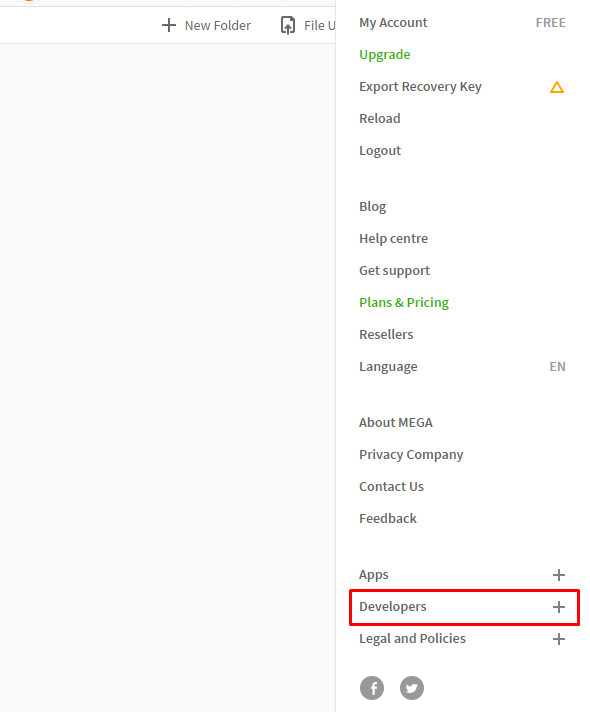 New Folder
File U
My Account FREE
Upgrade
Export Recovery Key
Reload
Logout
Blog
Help centre
Get support
Plans & Pricing
Resellers
Language EN
About MEGA
Privacy Company
Contact Us
Feedback
Apps
Developers
Legal and Policies